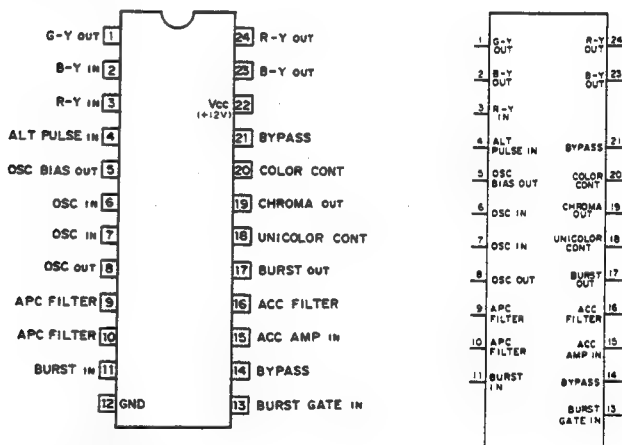 G-Y OUT 1
B-Y IN 2
R-Y IN 3
ALT PULSE IN 4
OSC BIAS OUT 5
OSC IN 6
OSC IN 7
OSC OUT 8
APC FILTER 9
APC FILTER 10
BURST IN 11
12 GND
24 R-Y OUT
23 B-Y OUT
Vcc 22
(+12V)
21 BYPASS
20 COLOR CONT
19 CHROMA OUT
18 UNICOLOR CONT
17 BURST OUT
16 ACC FILTER
15 ACC AMP IN
14 BYPASS
13 BURST GATE IN
1 G-Y
OUT
2 B-Y
OUT
3 R-Y
IN
4 ALT
PULSE IN
5 OSC
BIAS OUT
6 OSC IN
7 OSC IN
8 OSC OUT
9 APC
FILTER
10 APC
FILTER
11 BURST
IN
R-Y 24
OUT
B-Y 23
OUT
BYPASS 21
COLOR 20
CONT
CHROMA 19
OUT
UNICOLOR 18
CONT
BURST 17
OUT
ACC 16
FILTER
ACC 15
AMP IN
BYPASS 14
BURST 13
GATE IN